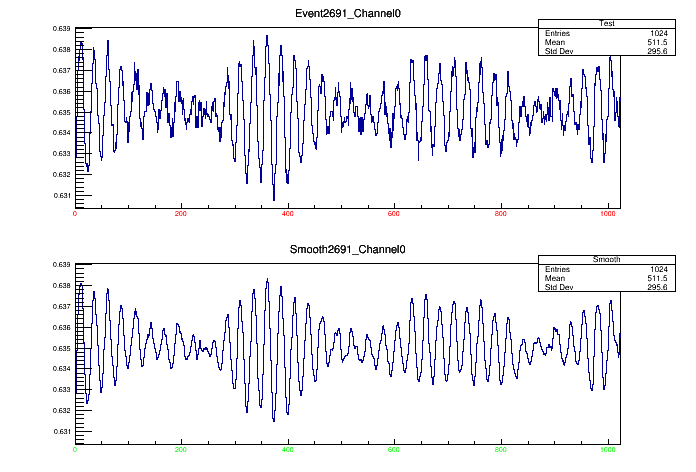 Event2691_Channel0
Test
Entries 1024
Mean 511.5
Std Dev 295.6
0.639
0.638
0.637
0.636
0.635
0.634
0.633
0.632
0.631
0 200 400 600 800 1000
Smooth2691_Channel0
Smooth
Entries 1024
Mean 511.5
Std Dev 295.6
0.639
0.638
0.637
0.636
0.635
0.634
0.633
0.632
0.631
0 200 400 600 800 1000